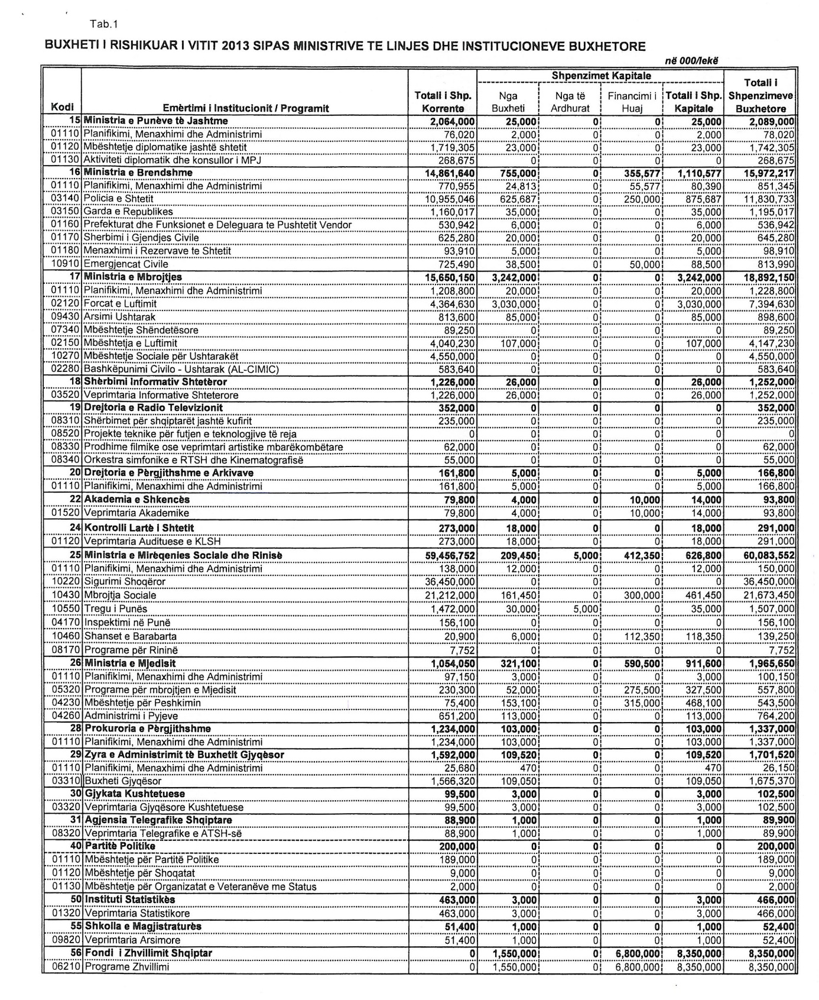 Tab.1
BUXHETI I RISHIKUAR I VITIT 2013 SIPAS MINISTRIVE TE LINJES DHE INSTITUCIONEVE BUXHETORE
në 000/lekë
Kodi Emërtimi i Institucionit / Programit Totali i Shp. Korrente Shpenzimet Kapitale Nga Buxheti Nga të Ardhurat Financimi i Huaj Totali i Shp. Kapitale Totali i Shpenzimeve Buxhetore
15 Ministria e Punëve të Jashtme 2,064,000 25,000 0 0 25,000 2,089,000
01110 Planifikimi, Menaxhimi dhe Administrimi 76,020 2,000 0 0 2,000 78,020
01120 Mbështetje diplomatike jashtë shtetit 1,719,305 23,000 0 0 23,000 1,742,305
01130 Aktiviteti diplomatik dhe konsullor i MPJ 268,675 0 0 0 0 268,675
16 Ministria e Brendshme 14,861,640 755,000 0 355,577 1,110,577 15,972,217
01110 Planifikimi, Menaxhimi dhe Administrimi 770,955 24,813 0 55,577 80,390 851,345
03140 Policia e Shtetit 10,955,046 625,687 0 250,000 875,687 11,830,733
03150 Garda e Republikes 1,160,017 35,000 0 0 35,000 1,195,017
01160 Prefekturat dhe Funksionet e Deleguara te Pushtetit Vendor 530,942 6,000 0 0 6,000 536,942
01170 Sherbimi i Gjendjes Civile 625,280 20,000 0 0 20,000 645,280
01180 Menaxhimi i Rezervave te Shtetit 93,910 5,000 0 0 5,000 98,910
10910 Emergjencat Civile 725,490 38,500 0 50,000 88,500 813,990
17 Ministria e Mbrojtjes 15,650,150 3,242,000 0 0 3,242,000 18,892,150
01110 Planifikimi, Menaxhimi dhe Administrimi 1,208,800 20,000 0 0 20,000 1,228,800
02120 Forcat e Luftimit 4,364,630 3,030,000 0 0 3,030,000 7,394,630
09430 Arsimi Ushtarak 813,600 85,000 0 0 85,000 898,600
07340 Mbështetje Shëndetësore 89,250 0 0 0 0 89,250
02150 Mbështetja e Luftimit 4,040,230 107,000 0 0 107,000 4,147,230
10270 Mbështetje Sociale për Ushtarakët 4,550,000 0 0 0 0 4,550,000
02280 Bashkëpunimi Civilo - Ushtarak (AL-CIMIC) 583,640 0 0 0 0 583,640
18 Shërbimi Informativ Shtetëror 1,226,000 26,000 0 0 26,000 1,252,000
03520 Veprimtaria Informative Shteterore 1,226,000 26,000 0 0 26,000 1,252,000
19 Drejtoria e Radio Televizionit 352,000 0 0 0 0 352,000
08310 Shërbimet për shqiptarët jashtë kufirit 235,000 0 0 0 0 235,000
08520 Projekte teknike për futjen e teknologjive të reja 0 0 0 0 0 0
08330 Prodhime filmike ose veprimtari artistike mbarëkombëtare 62,000 0 0 0 0 62,000
08340 Orkestra simfonike e RTSH dhe Kinematografisë 55,000 0 0 0 0 55,000
20 Drejtoria e Përgjithshme e Arkivave 161,800 5,000 0 0 5,000 166,800
01110 Planifikimi, Menaxhimi dhe Administrimi 161,800 5,000 0 0 5,000 166,800
22 Akademia e Shkencës 79,800 4,000 0 10,000 14,000 93,800
01520 Veprimtaria Akademike 79,800 4,000 0 10,000 14,000 93,800
24 Kontrolli Lartë i Shtetit 273,000 18,000 0 0 18,000 291,000
01120 Veprimtaria Audituese e KLSH 273,000 18,000 0 0 18,000 291,000
25 Ministria e Mirëqenies Sociale dhe Rinisë 59,456,752 209,450 5,000 412,350 626,800 60,083,552
01110 Planifikimi, Menaxhimi dhe Administrimi 138,000 12,000 0 0 12,000 150,000
10220 Sigurimi Shoqëror 36,450,000 0 0 0 0 36,450,000
10430 Mbrojtja Sociale 21,212,000 161,450 0 300,000 461,450 21,673,450
10550 Tregu i Punës 1,472,000 30,000 5,000 0 35,000 1,507,000
04170 Inspektimi në Punë 156,100 0 0 0 0 156,100
10460 Shanset e Barabarta 20,900 6,000 0 112,350 118,350 139,250
08170 Programe për Rininë 7,752 0 0 0 0 7,752
26 Ministria e Mjedisit 1,054,050 321,100 0 590,500 911,600 1,965,650
01110 Planifikimi, Menaxhimi dhe Administrimi 97,150 3,000 0 0 3,000 100,150
05320 Programe për mbrojtjen e Mjedisit 230,300 52,000 0 275,500 327,500 557,800
04230 Mbështetje për Peshkimin 75,400 153,100 0 315,000 468,100 543,500
04260 Administrimi i Pyjeve 651,200 113,000 0 0 113,000 764,200
28 Prokuroria e Përgjithshme 1,234,000 103,000 0 0 103,000 1,337,000
01110 Planifikimi, Menaxhimi dhe Administrimi 1,234,000 103,000 0 0 103,000 1,337,000
29 Zyra e Administrimit të Buxhetit Gjyqësor 1,592,000 109,520 0 0 109,520 1,701,520
01110 Planifikimi, Menaxhimi dhe Administrimi 25,680 470 0 0 470 26,150
03310 Buxheti Gjyqësor 1,566,320 109,050 0 0 109,050 1,675,370
30 Gjykata Kushtetuese 99,500 3,000 0 0 3,000 102,500
03320 Veprimtaria Gjyqësore Kushtetuese 99,500 3,000 0 0 3,000 102,500
31 Agjensia Telegrafike Shqiptare 88,900 1,000 0 0 1,000 89,900
08320 Veprimtaria Telegrafike e ATSH-së 88,900 1,000 0 0 1,000 89,900
40 Partitë Politike 200,000 0 0 0 0 200,000
01110 Mbështetje për Partitë Politike 189,000 0 0 0 0 189,000
01120 Mbështetje për Shoqatat 9,000 0 0 0 0 9,000
01130 Mbështetje për Organizatat e Veteranëve me Status 2,000 0 0 0 0 2,000
50 Instituti Statistikës 463,000 3,000 0 0 3,000 466,000
01320 Veprimtaria Statistikore 463,000 3,000 0 0 3,000 466,000
55 Shkolla e Magjistraturës 51,400 1,000 0 0 1,000 52,400
09820 Veprimtaria Arsimore 51,400 1,000 0 0 1,000 52,400
56 Fondi i Zhvillimit Shqiptar 0 1,550,000 0 6,800,000 8,350,000 8,350,000
06210 Programe Zhvillimi 0 1,550,000 0 6,800,000 8,350,000 8,350,000